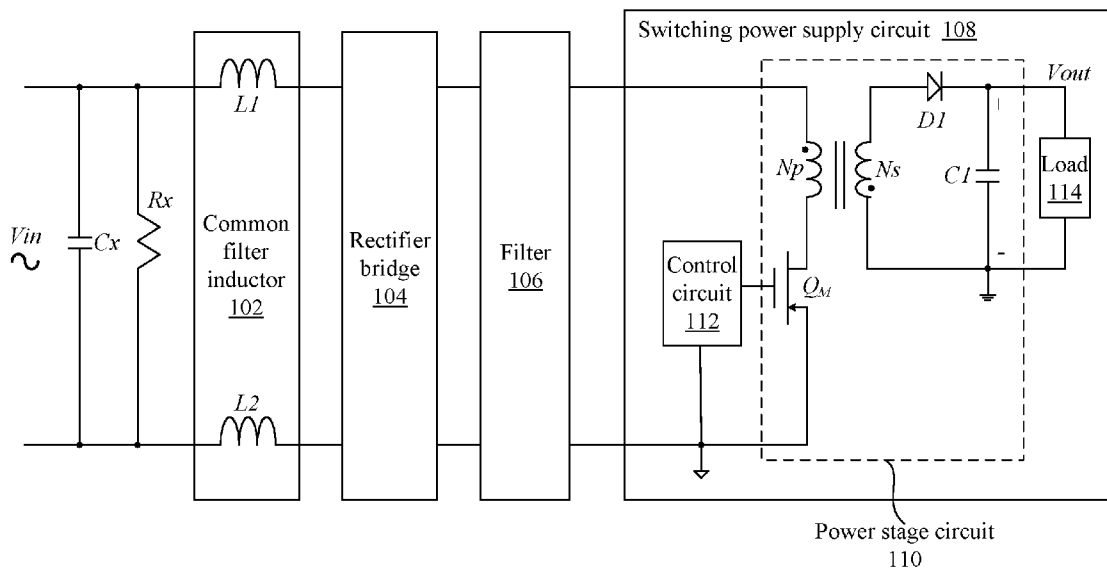 Switching power supply circuit 108
Vout
L1
D1
Np
Ns
C1
+
-
Load
114
Vin
Cx
Rx
Common
filter
inductor
102
Rectifier
bridge
104
Filter
106
Control
circuit
112
QM
L2
Power stage circuit
110